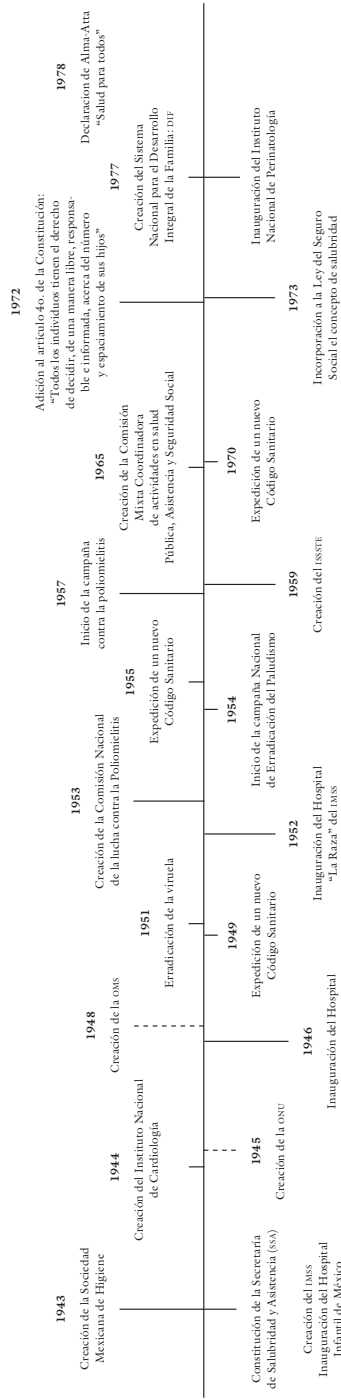 1943
Creación de la Sociedad
Mexicana de Higiene
Constitución de la Secretaría
de Salubridad y Asistencia (SSA)
Creación del IMSS
Inauguración del Hospital
Infantil de México
1944
Creación del Instituto Nacional
de Cardiología
1945
Creación de la ONU
1946
Inauguración del Hospital
1948
Creación de la OMS
1949
Expedición de un nuevo
Código Sanitario
1951
Erradicación de la viruela
1952
Inauguración del Hospital
"La Raza" del IMSS
1953
Creación de la Comisión Nacional
de la lucha contra la Poliomielitis
1954
Inicio de la campaña Nacional
de Erradicación del Paludismo
1955
Expedición de un nuevo
Código Sanitario
1957
Inicio de la campaña
contra la poliomielitis
1959
Creación del ISSSTE
1965
Creación de la Comisión
Mixta Coordinadora
de actividades en salud
Pública, Asistencia y Seguridad Social
1970
Expedición de un nuevo
Código Sanitario
1972
Adición al artículo 4o. de la Constitución:
"Todos los individuos tienen el derecho
de decidir, de una manera libre, responsa-
ble e informada, acerca del número
y espaciamiento de sus hijos"
1973
Incorporación a la Ley del Seguro
Social el concepto de salubridad
1977
Creación del Sistema
Nacional para el Desarrollo
Integral de la Familia: DIF
Inauguración del Instituto
Nacional de Perinatología
1978
Declaracion de Alma-Atta
"Salud para todos"